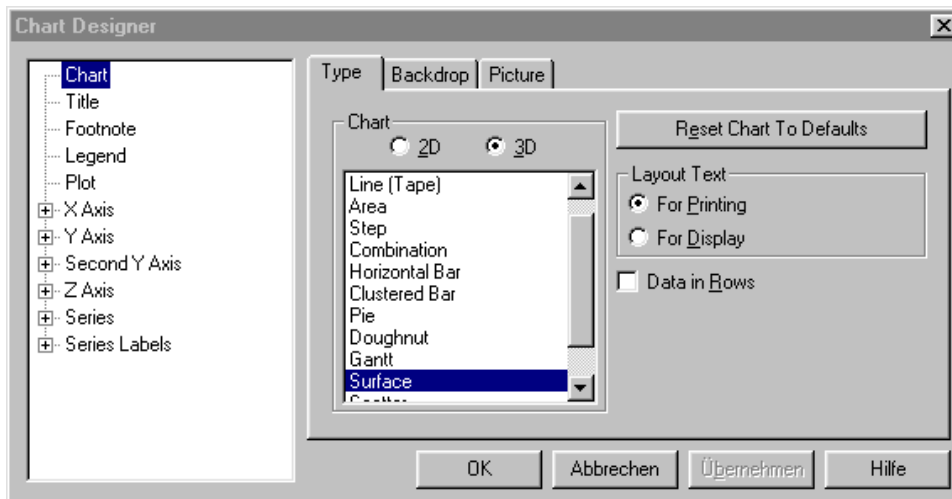 Chart Designer
Chart
Title
Footnote
Legend
Plot
X Axis
Y Axis
Second Y Axis
Z Axis
Series
Series Labels
Type
Backdrop
Picture
Chart
2D
3D
Line (Tape)
Area
Step
Combination
Horizontal Bar
Clustered Bar
Pie
Doughnut
Gantt
Surface
Scatter
Reset Chart To Defaults
Layout Text
For Printing
For Display
Data in Rows
OK
Abbrechen
Übernehmen
Hilfe